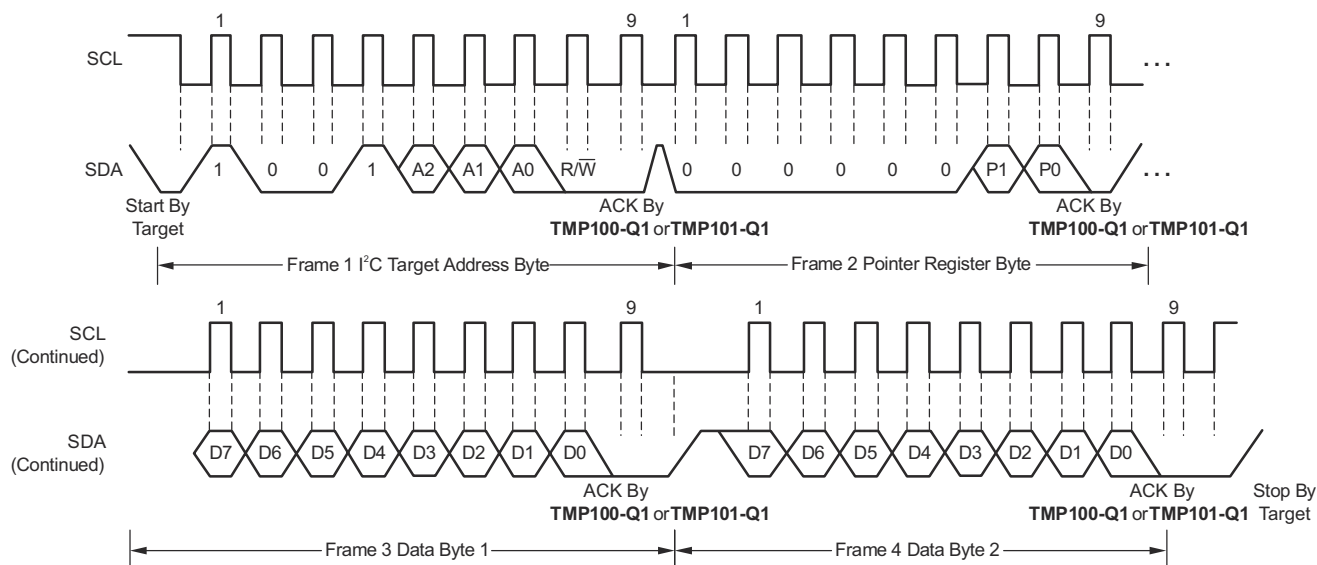 1 9 1 9
SCL ...
SDA 1 0 0 1 A2 A1 A0 R/W̅ 0 0 0 0 0 0 P1 P0 ...
Start By
Target
ACK By
TMP100-Q1 or TMP101-Q1
ACK By
TMP100-Q1 or TMP101-Q1
Frame 1 I²C Target Address Byte
Frame 2 Pointer Register Byte
1 9 1 9
SCL
(Continued)
SDA
(Continued)
D7 D6 D5 D4 D3 D2 D1 D0 D7 D6 D5 D4 D3 D2 D1 D0
ACK By
TMP100-Q1 or TMP101-Q1
ACK By
TMP100-Q1 or TMP101-Q1
Stop By
Target
Frame 3 Data Byte 1
Frame 4 Data Byte 2